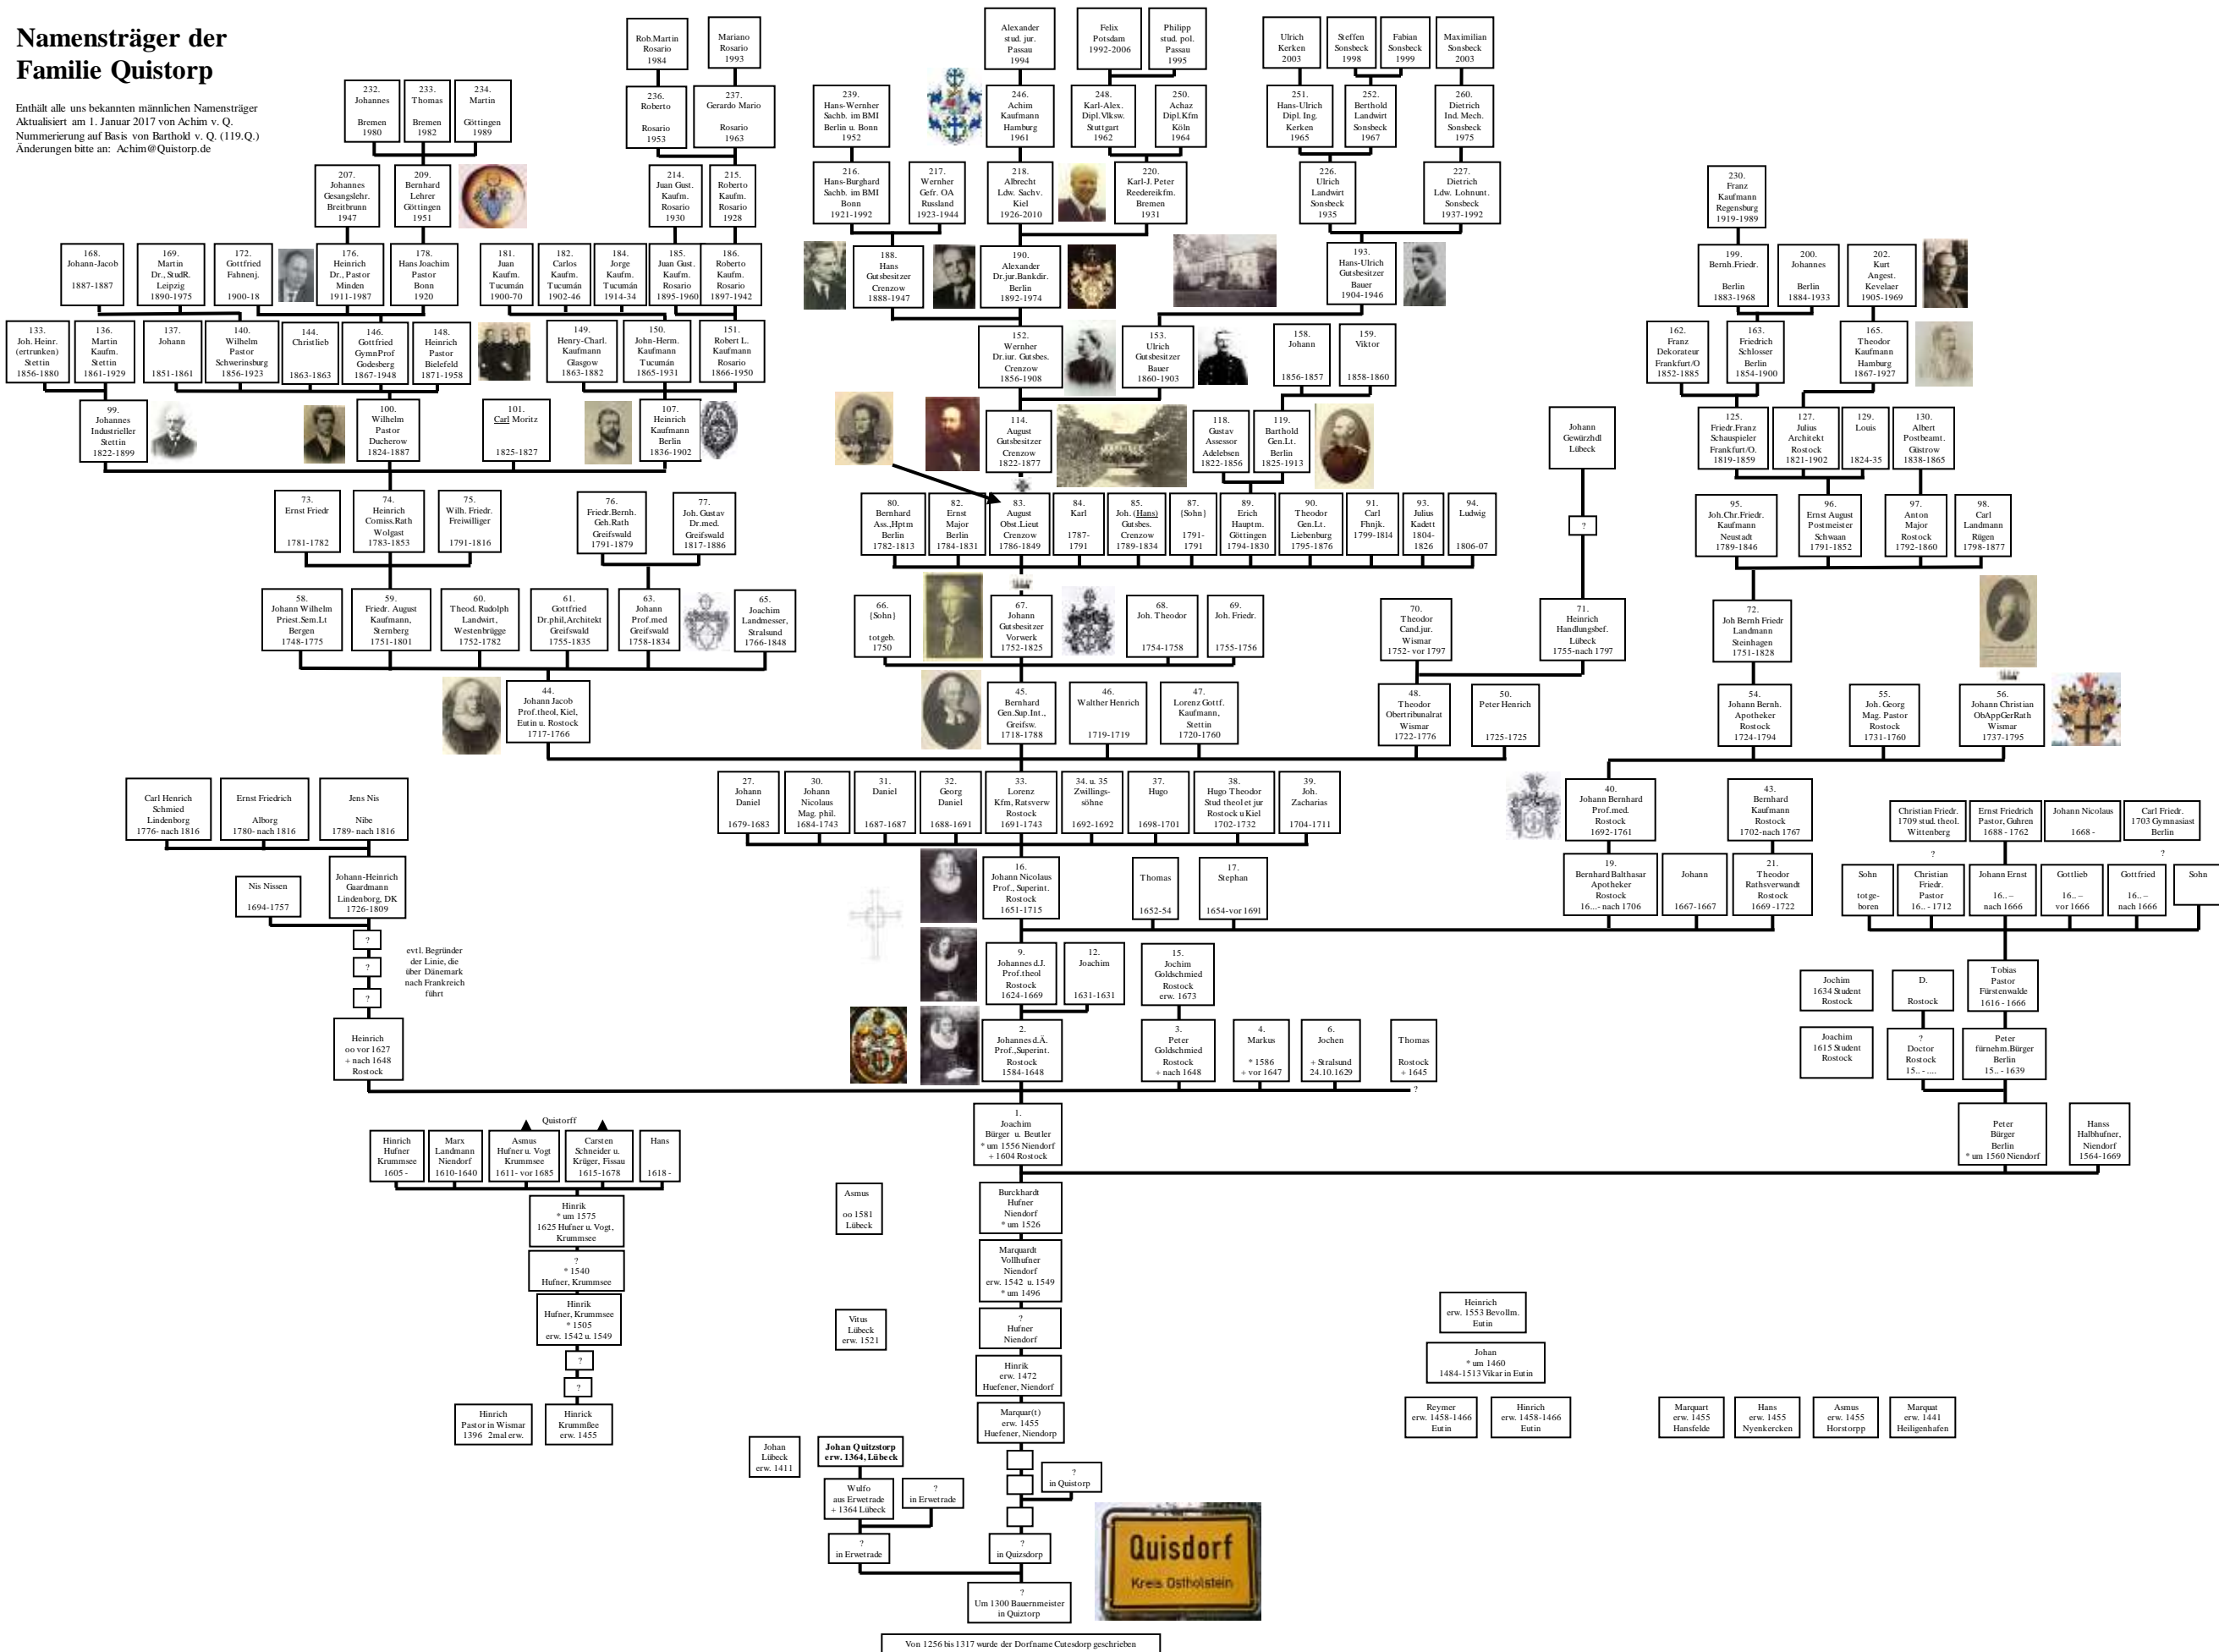 Namensträger der
Familie Quistorp
Enthält alle uns bekannten männlichen Namensträger
Aktualisiert am 1. Januar 2017 von Achim v. Q.
Nummerierung auf Basis von Barthold v. Q. (119.Q.)
Änderungen bitte an: Achim@Quistorp.de
Rob.Martin
Rosario
1984
Mariano
Rosario
1993
Alexander
stud. jur.
Passau
1994
Felix
Potsdam
1992-2006
Philipp
stud. pol.
Passau
1995
Ulrich
Kerken
2003
Steffen
Sonsbeck
1998
Fabian
Sonsbeck
1999
Maximilian
Sonsbeck
2003
232.
Johannes
Bremen
1980
233.
Thomas
Bremen
1982
234.
Martin
Göttingen
1989
236.
Roberto
Rosario
1953
237.
Gerardo Mario
Rosario
1963
239.
Hans-Wernher
Sachb. im BMI
Berlin u. Bonn
1952
246.
Achim
Kaufmann
Hamburg
1961
248.
Karl-Alex.
Dipl.Vlksw.
Stuttgart
1962
250.
Achaz
Dipl.Kfm
Köln
1964
251.
Hans-Ulrich
Dipl. Ing.
Kerken
1965
252.
Berthold
Landwirt
Sonsbeck
1967
260.
Dietrich
Ind. Mech.
Sonsbeck
1975
207.
Johannes
Gesangslehr.
Breitbrunn
1947
209.
Bernhard
Lehrer
Göttingen
1951
214.
Juan Gust.
Kaufm.
Rosario
1930
215.
Roberto
Kaufm.
Rosario
1928
216.
Hans-Burghard
Sachb. im BMI
Bonn
1921-1992
217.
Wernher
Gefr. OA
Russland
1923-1944
218.
Albrecht
Ldw. Sachv.
Kiel
1926-2010
220.
Karl-J. Peter
Reedereikfm.
Bremen
1931
226.
Ulrich
Landwirt
Sonsbeck
1935
227.
Dietrich
Ldw. Lohnunt.
Sonsbeck
1937-1992
230.
Franz
Kaufmann
Regensburg
1919-1989
168.
Johann-Jacob
1887-1887
169.
Martin
Dr., StudR.
Leipzig
1890-1975
172.
Gottfried
Fahnenj.
1900-18
176.
Heinrich
Dr., Pastor
Minden
1911-1987
178.
Hans Joachim
Pastor
Bonn
1920
181.
Juan
Kaufm.
Tucumán
1900-70
182.
Carlos
Kaufm.
Tucumán
1902-46
184.
Jorge
Kaufm.
Tucumán
1914-34
185.
Juan Gust.
Kaufm.
Rosario
1895-1960
186.
Roberto
Kaufm.
Rosario
1897-1942
188.
Hans
Gutsbesitzer
Crenzow
1888-1947
190.
Alexander
Dr.jur.Bankdir.
Berlin
1892-1974
193.
Hans-Ulrich
Gutsbesitzer
Bauer
1904-1946
199.
Bernh.Friedr.
Berlin
1883-1968
200.
Johannes
Berlin
1884-1933
202.
Kurt
Angest.
Kevelaer
1905-1969
133.
Joh. Heinr.
(ertrunken)
Stettin
1856-1880
136.
Martin
Kaufm.
Stettin
1861-1929
137.
Johann
1851-1861
140.
Wilhelm
Pastor
Schwerinsburg
1856-1923
144.
Christlieb
1863-1863
146.
Gottfried
GymnProf
Godesberg
1867-1948
148.
Heinrich
Pastor
Bielefeld
1871-1958
149.
Henry-Charl.
Kaufmann
Glasgow
1863-1882
150.
John-Herm.
Kaufmann
Tucumán
1865-1931
151.
Robert L.
Kaufmann
Rosario
1866-1950
152.
Wernher
Dr.iur. Gutsbes.
Crenzow
1856-1908
153.
Ulrich
Gutsbesitzer
Bauer
1860-1903
158.
Johann
1856-1857
159.
Viktor
1858-1860
162.
Franz
Dekorateur
Frankfurt/O
1852-1885
163.
Friedrich
Schlosser
Berlin
1854-1900
165.
Theodor
Kaufmann
Hamburg
1867-1927
99.
Johannes
Industrieller
Stettin
1822-1899
100.
Wilhelm
Pastor
Ducherow
1824-1887
101.
Carl Moritz
1825-1827
107.
Heinrich
Kaufmann
Berlin
1836-1902
114.
August
Gutsbesitzer
Crenzow
1822-1877
118.
Gustav
Assessor
Adelebsen
1822-1856
119.
Barthold
Gen.Lt.
Berlin
1825-1913
Johann
Gewürzhdl
Lübeck
125.
Friedr.Franz
Schauspieler
Frankfurt/O.
1819-1859
127.
Julius
Architekt
Rostock
1821-1902
129.
Louis
1824-35
130.
Albert
Postbeamt.
Güstrow
1838-1865
73.
Ernst Friedr
1781-1782
74.
Heinrich
Comiss.Rath
Wolgast
1783-1853
75.
Wilh. Friedr.
Freiwilliger
1791-1816
76.
Friedr.Bernh.
Geh.Rath
Greifswald
1791-1879
77.
Joh. Gustav
Dr.med.
Greifswald
1817-1886
80.
Bernhard
Ass.,Hptm
Berlin
1782-1813
82.
Ernst
Major
Berlin
1784-1831
83.
August
Obst.Lieut
Crenzow
1786-1849
84.
Karl
1787-
1791
85.
Joh. (Hans)
Gutsbes.
Crenzow
1789-1834
87.
{Sohn}
1791-
1791
89.
Erich
Hauptm.
Göttingen
1794-1830
90.
Theodor
Gen.Lt.
Liebenburg
1795-1876
91.
Carl
Fhnjk.
1799-1814
93.
Julius
Kadett
1804-
1826
94.
Ludwig
1806-07
?
95.
Joh.Chr.Friedr.
Kaufmann
Neustadt
1789-1846
96.
Ernst August
Postmeister
Schwaan
1791-1852
97.
Anton
Major
Rostock
1792-1860
98.
Carl
Landmann
Rügen
1798-1877
58.
Johann Wilhelm
Priest.Sem.Lt
Bergen
1748-1775
59.
Friedr. August
Kaufmann,
Sternberg
1751-1801
60.
Theod. Rudolph
Landwirt,
Westenbrügge
1752-1782
61.
Gottfried
Dr.phil,Architekt
Greifswald
1755-1835
63.
Johann
Prof.med
Greifswald
1758-1834
65.
Joachim
Landmesser,
Stralsund
1766-1848
66.
{Sohn}
totgeb.
1750
67.
Johann
Gutsbesitzer
Vorwerk
1752-1825
68.
Joh. Theodor
1754-1758
69.
Joh. Friedr.
1755-1756
70.
Theodor
Cand.jur.
Wismar
1752- vor 1797
71.
Heinrich
Handlungsbef.
Lübeck
1755-nach 1797
72.
Joh Bernh Friedr
Landmann
Steinhagen
1751-1828
44.
Johann Jacob
Prof.theol, Kiel,
Eutin u. Rostock
1717-1766
45.
Bernhard
Gen.Sup.Int.,
Greifsw.
1718-1788
46.
Walther Henrich
1719-1719
47.
Lorenz Gottf.
Kaufmann,
Stettin
1720-1760
48.
Theodor
Obertribunalrat
Wismar
1722-1776
50.
Peter Henrich
1725-1725
54.
Johann Bernh.
Apotheker
Rostock
1724-1794
55.
Joh. Georg
Mag. Pastor
Rostock
1731-1760
56.
Johann Christian
ObAppGerRath
Wismar
1737-1795
Carl Henrich
Schmied
Lindenborg
1776- nach 1816
Ernst Friedrich
Alborg
1780- nach 1816
Jens Nis
Nibe
1789- nach 1816
27.
Johann
Daniel
1679-1683
30.
Johann
Nicolaus
Mag. phil.
1684-1743
31.
Daniel
1687-1687
32.
Georg
Daniel
1688-1691
33.
Lorenz
Kfm, Ratsverw
Rostock
1691-1743
34. u. 35
Zwillings-
söhne
1692-1692
37.
Hugo
1698-1701
38.
Hugo Theodor
Stud theol et jur
Rostock u Kiel
1702-1732
39.
Joh.
Zacharias
1704-1711
40.
Johann Bernhard
Prof.med.
Rostock
1692-1761
43.
Bernhard
Kaufmann
Rostock
1702-nach 1767
Christian Friedr.
1709 stud. theol.
Wittenberg
Ernst Friedrich
Pastor, Guhren
1688 - 1762
Johann Nicolaus
1668 -
Carl Friedr.
1703 Gymnasiast
Berlin
?
?
Nis Nissen
1694-1757
Johann-Heinrich
Gaardmann
Lindenborg, DK
1726-1809
16.
Johann Nicolaus
Prof., Superint.
Rostock
1651-1715
Thomas
1652-54
17.
Stephan
1654-vor 1691
19.
Bernhard Balthasar
Apotheker
Rostock
16...- nach 1706
Johann
1667-1667
21.
Theodor
Rathsverwandt
Rostock
1669 -1722
Sohn
totge-
boren
Christian
Friedr.
Pastor
16.. - 1712
Johann Ernst
16.. –
nach 1666
Gottlieb
16.. –
vor 1666
Gottfried
16.. –
nach 1666
Sohn
?
?
?
evtl. Begründer
der Linie, die
über Dänemark
nach Frankreich
führt
9.
Johannes d.J.
Prof.theol
Rostock
1624-1669
12.
Joachim
1631-1631
15.
Jochim
Goldschmied
Rostock
erw. 1673
Jochim
1634 Student
Rostock
D.
Rostock
Tobias
Pastor
Fürstenwalde
1616 - 1666
Heinrich
oo vor 1627
+ nach 1648
Rostock
2.
Johannes d.Ä.
Prof.,Superint.
Rostock
1584-1648
3.
Peter
Goldschmied
Rostock
+ nach 1648
4.
Markus
* 1586
+ vor 1647
6.
Jochen
+ Stralsund
24.10.1629
Thomas
Rostock
+ 1645
?
Joachim
1615 Student
Rostock
?
Doctor
Rostock
15.. - ....
Peter
fürnehm.Bürger
Berlin
15.. - 1639
1.
Joachim
Bürger u. Beutler
* um 1556 Niendorf
+ 1604 Rostock
Peter
Bürger
Berlin
* um 1560 Niendorf
Hanss
Halbhufner,
Niendorf
1564-1669
Quistorff
Hinrich
Hufner
Krummsee
1605 -
Marx
Landmann
Niendorf
1610-1640
Asmus
Hufner u. Vogt
Krummsee
1611- vor 1685
Carsten
Schneider u.
Krüger, Fissau
1615-1678
Hans
1618 -
Hinrik
* um 1575
1625 Hufner u. Vogt,
Krummsee
?
* 1540
Hufner, Krummsee
Hinrik
Hufner, Krummsee
* 1505
erw. 1542 u. 1549
?
?
Hinrich
Pastor in Wismar
1396 2mal erw.
Hinrick
Krummßee
erw. 1455
Asmus
oo 1581
Lübeck
Vitus
Lübeck
erw. 1521
Burckhardt
Hufner
Niendorf
* um 1526
Marquardt
Vollhufner
Niendorf
erw. 1542 u. 1549
* um 1496
?
Hufner
Niendorf
Hinrik
erw. 1472
Huefener, Niendorf
Marquar(t)
erw. 1455
Huefener, Niendorp
Heinrich
erw. 1553 Bevollm.
Eutin
Johan
* um 1460
1484-1513 Vikar in Eutin
Reymer
erw. 1458-1466
Eutin
Hinrich
erw. 1458-1466
Eutin
Marquart
erw. 1455
Hansfelde
Hans
erw. 1455
Nyenkercken
Asmus
erw. 1455
Horstorpp
Marquat
erw. 1441
Heiligenhafen
Johan
Lübeck
erw. 1411
Johan Quitzstorp
erw. 1364, Lübeck
Wulfo
aus Erwetrade
+ 1364 Lübeck
?
in Erwetrade
?
in Quistorp
?
in Erwetrade
?
in Quizsdorp
?
Um 1300 Bauernmeister
in Quiztorp
Quisdorf
Kreis Ostholstein
Von 1256 bis 1317 wurde der Dorfname Cutesdorp geschrieben